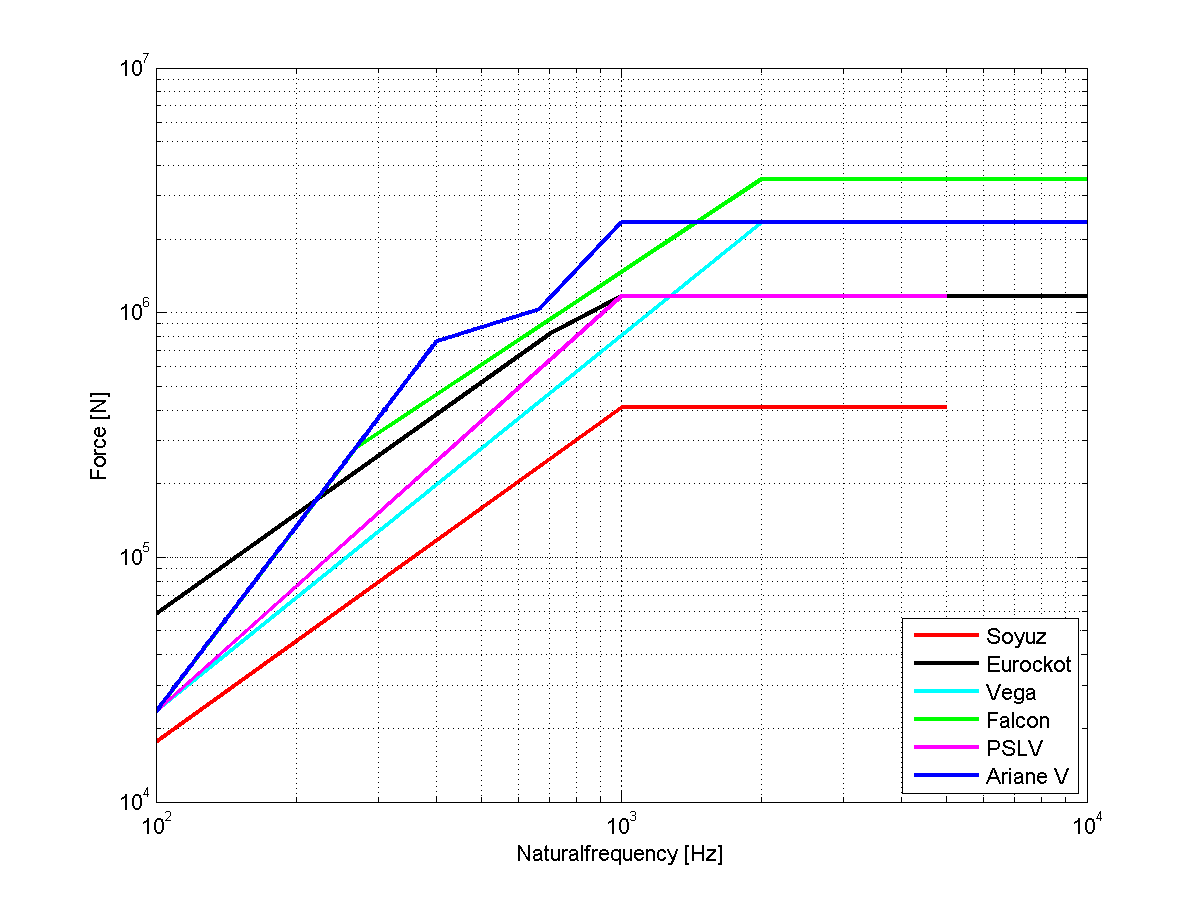 10^7
10^6
10^5
10^4
Force [N]
10^2
10^3
10^4
Naturalfrequency [Hz]
Soyuz
Eurockot
Vega
Falcon
PSLV
Ariane V